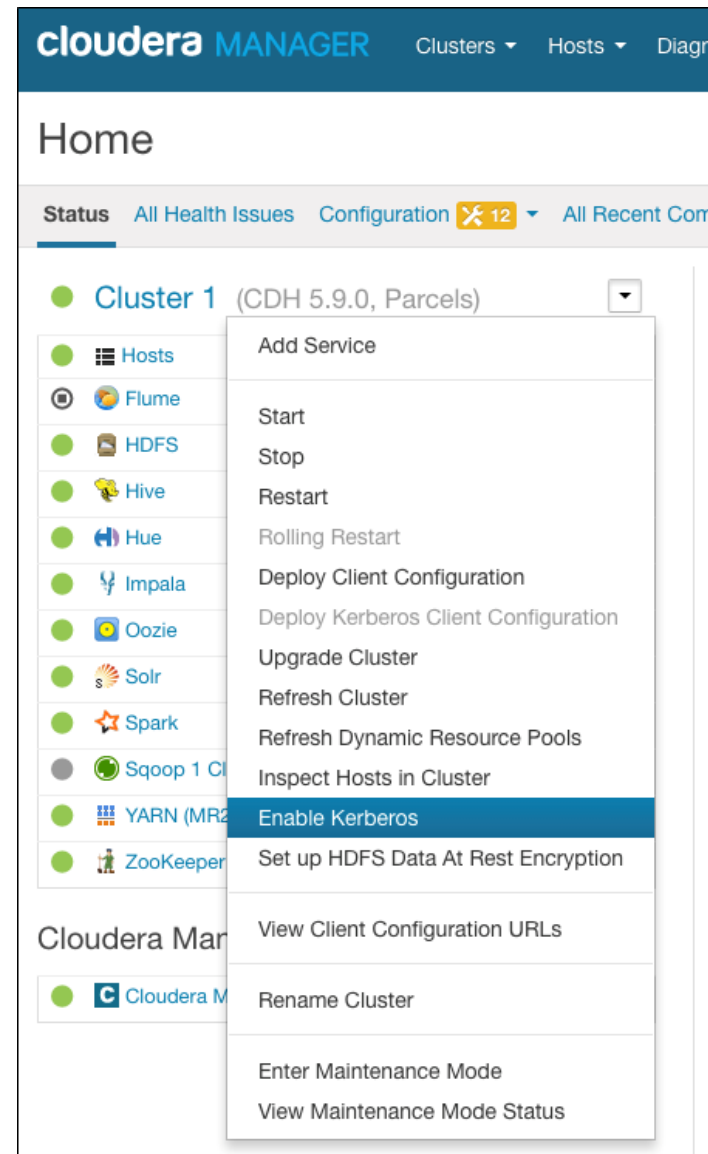 cloudera MANAGER Clusters Hosts
Home
Status All Health Issues Configuration 12 All Recent
Cluster 1 (CDH 5.9.0, Parcels)
Add Service
Hosts
Flume
Start
HDFS
Stop
Hive
Restart
Hue
Rolling Restart
Impala
Deploy Client Configuration
Oozie
Deploy Kerberos Client Configuration
Solr
Upgrade Cluster
Refresh Cluster
Spark
Refresh Dynamic Resource Pools
Sqoop 1
Inspect Hosts in Cluster
YARN (MR2
Enable Kerberos
ZooKeeper
Set up HDFS Data At Rest Encryption
Cloudera
View Client Configuration URLs
C Cloudera
Rename Cluster
Enter Maintenance Mode
View Maintenance Mode Status